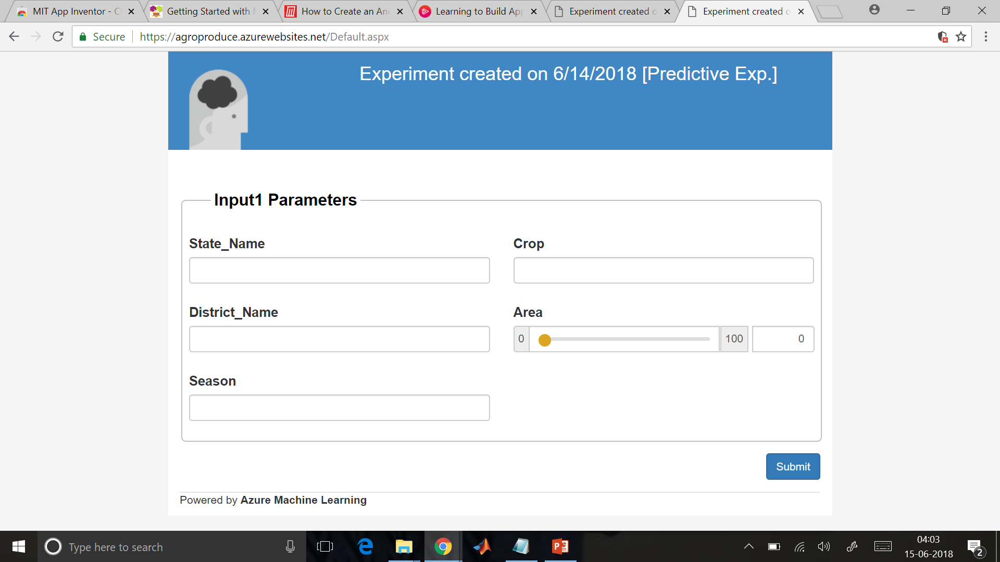 MIT App Inventor - C
Getting Started with
How to Create an An
Learning to Build App
Experiment created o
Experiment created o
Secure
https://agroproduce.azurewebsites.net/Default.aspx
Experiment created on 6/14/2018 [Predictive Exp.]
Input1 Parameters
State_Name
Crop
District_Name
Area
0
100
0
Season
Submit
Powered by Azure Machine Learning
Type here to search
04:03
15-06-2018
2